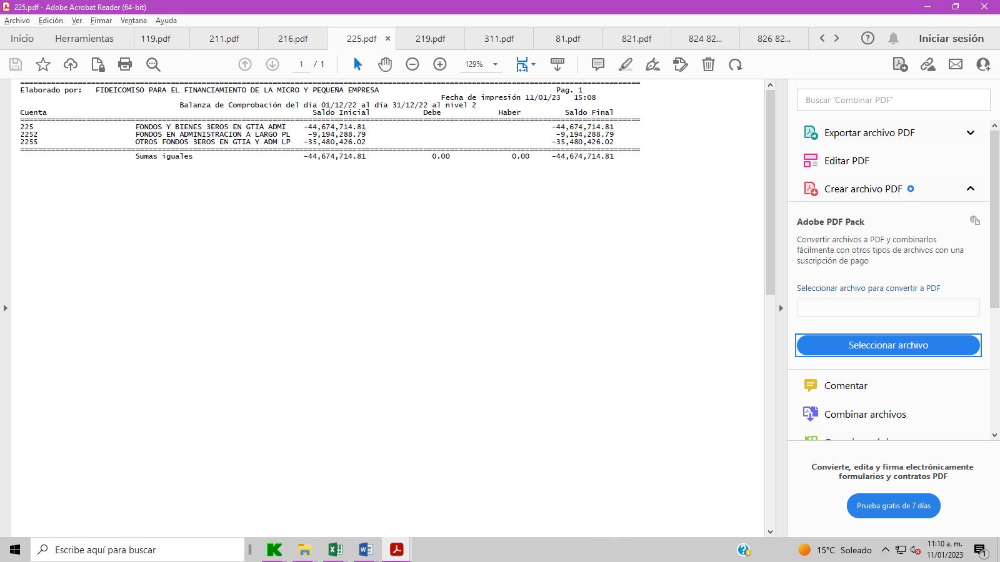 225.pdf - Adobe Acrobat Reader (64-bit)
Archivo Edición Ver Firmar Ventana Ayuda
Inicio Herramientas 119.pdf 211.pdf 216.pdf 225.pdf × 219.pdf 311.pdf 81.pdf 821.pdf 824 82... 826 82... Iniciar sesión
1 / 1 129%
Elaborado por: FIDEICOMISO PARA EL FINANCIAMIENTO DE LA MICRO Y PEQUEÑA EMPRESA Pag. 1
Fecha de impresión 11/01/23 15:08
Balanza de Comprobación del día 01/12/22 al día 31/12/22 al nivel 2
Cuenta Saldo Inicial Debe Haber Saldo Final
225 FONDOS Y BIENES 3EROS EN GTIA ADMI -44,674,714.81 -44,674,714.81
2252 FONDOS EN ADMINISTRACION A LARGO PL -9,194,288.79 -9,194,288.79
2255 OTROS FONDOS 3EROS EN GTIA Y ADM LP -35,480,426.02 -35,480,426.02
Sumas iguales -44,674,714.81 0.00 0.00 -44,674,714.81
Buscar 'Combinar PDF'
Exportar archivo PDF
Editar PDF
Crear archivo PDF
Adobe PDF Pack
Convertir archivos a PDF y combinarlos
fácilmente con otros tipos de archivos con una
suscripción de pago
Seleccionar archivo para convertir a PDF
Seleccionar archivo
Comentar
Combinar archivos
Convierte, edita y firma electrónicamente
formularios y contratos PDF
Prueba gratis de 7 días
Escribe aquí para buscar
15°C Soleado
11:10 a. m.
11/01/2023
1